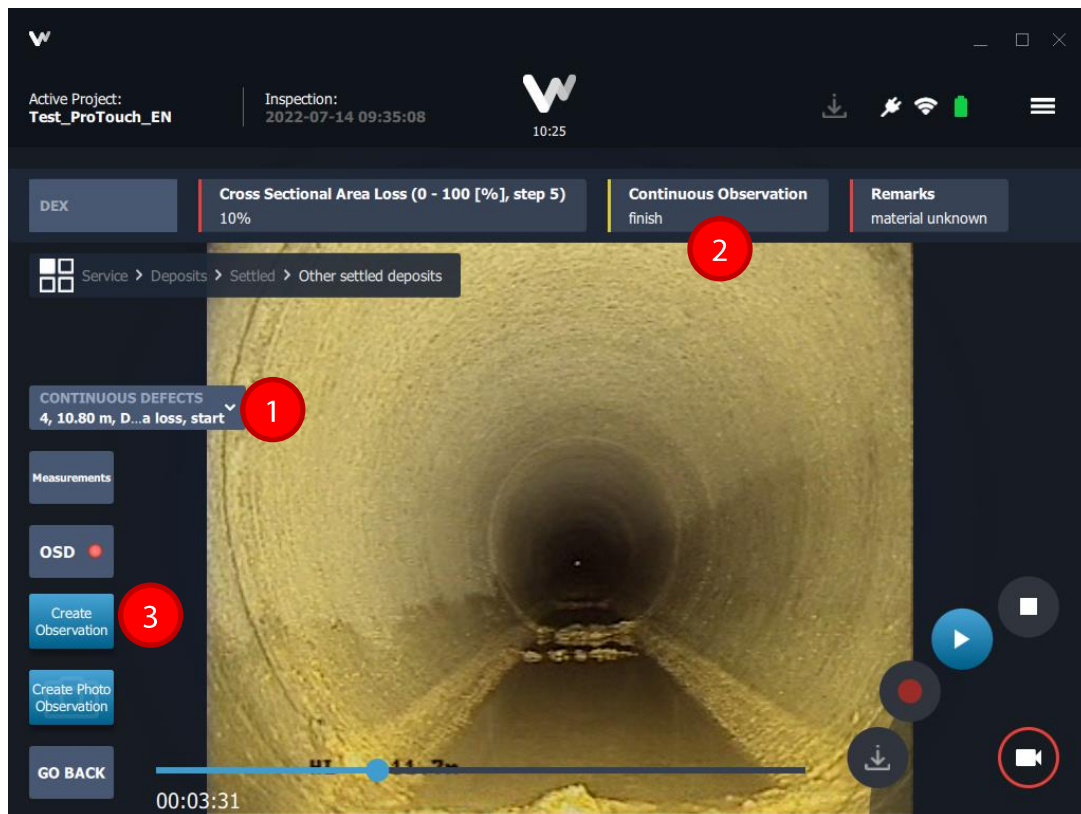 Active Project:
Test_ProTouch_EN
Inspection:
2022-07-14 09:35:08
10:25
DEX
Cross Sectional Area Loss (0 - 100 [%], step 5)
10%
Continuous Observation
finish
Remarks
material unknown
2
Service > Deposits > Settled > Other settled deposits
CONTINUOUS DEFECTS
4, 10.80 m, D...a loss, start
1
Measurements
OSD
Create
Observation
3
Create Photo
Observation
GO BACK
00:03:31